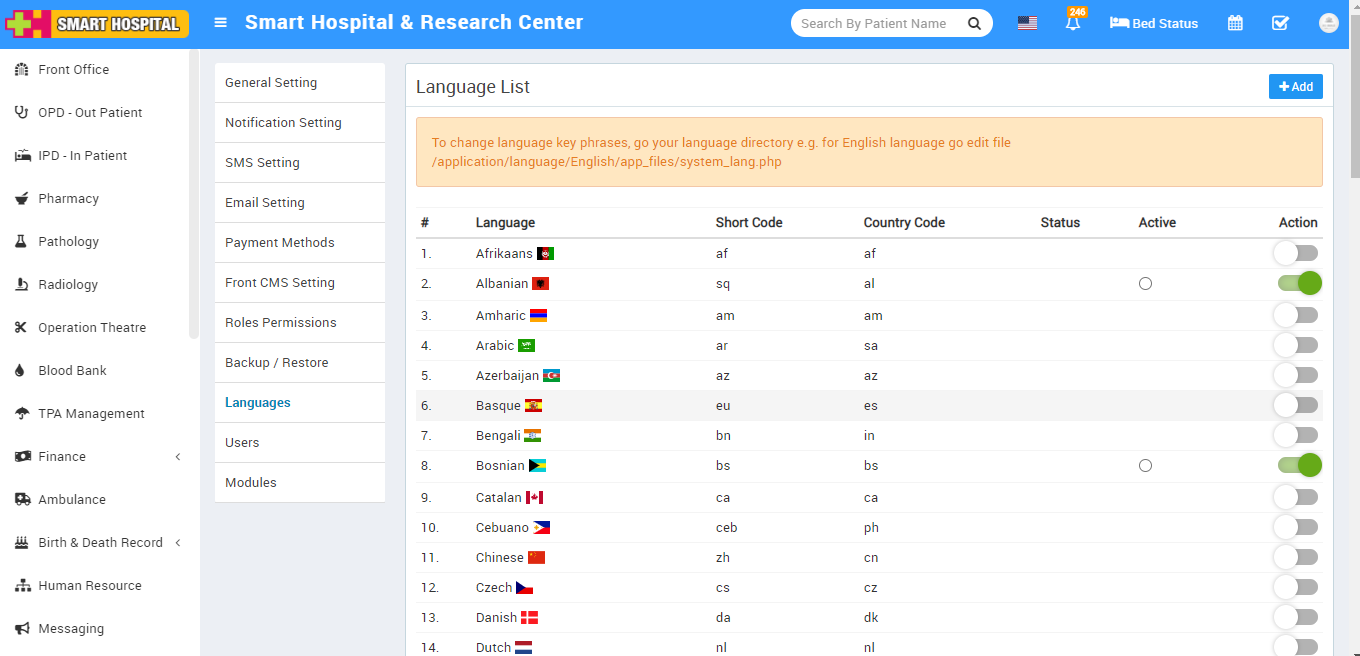 SMART HOSPITAL
Smart Hospital & Research Center
Search By Patient Name
246
Bed Status
Front Office
OPD - Out Patient
IPD - In Patient
Pharmacy
Pathology
Radiology
Operation Theatre
Blood Bank
TPA Management
Finance
Ambulance
Birth & Death Record
Human Resource
Messaging
General Setting
Notification Setting
SMS Setting
Email Setting
Payment Methods
Front CMS Setting
Roles Permissions
Backup / Restore
Languages
Users
Modules
Language List
+ Add
To change language key phrases, go your language directory e.g. for English language go edit file
/application/language/English/app_files/system_lang.php
# Language Short Code Country Code Status Active Action
1. Afrikaans af af
2. Albanian sq al
3. Amharic am am
4. Arabic ar sa
5. Azerbaijan az az
6. Basque eu es
7. Bengali bn in
8. Bosnian bs bs
9. Catalan ca ca
10. Cebuano ceb ph
11. Chinese zh cn
12. Czech cs cz
13. Danish da dk
14. Dutch nl nl